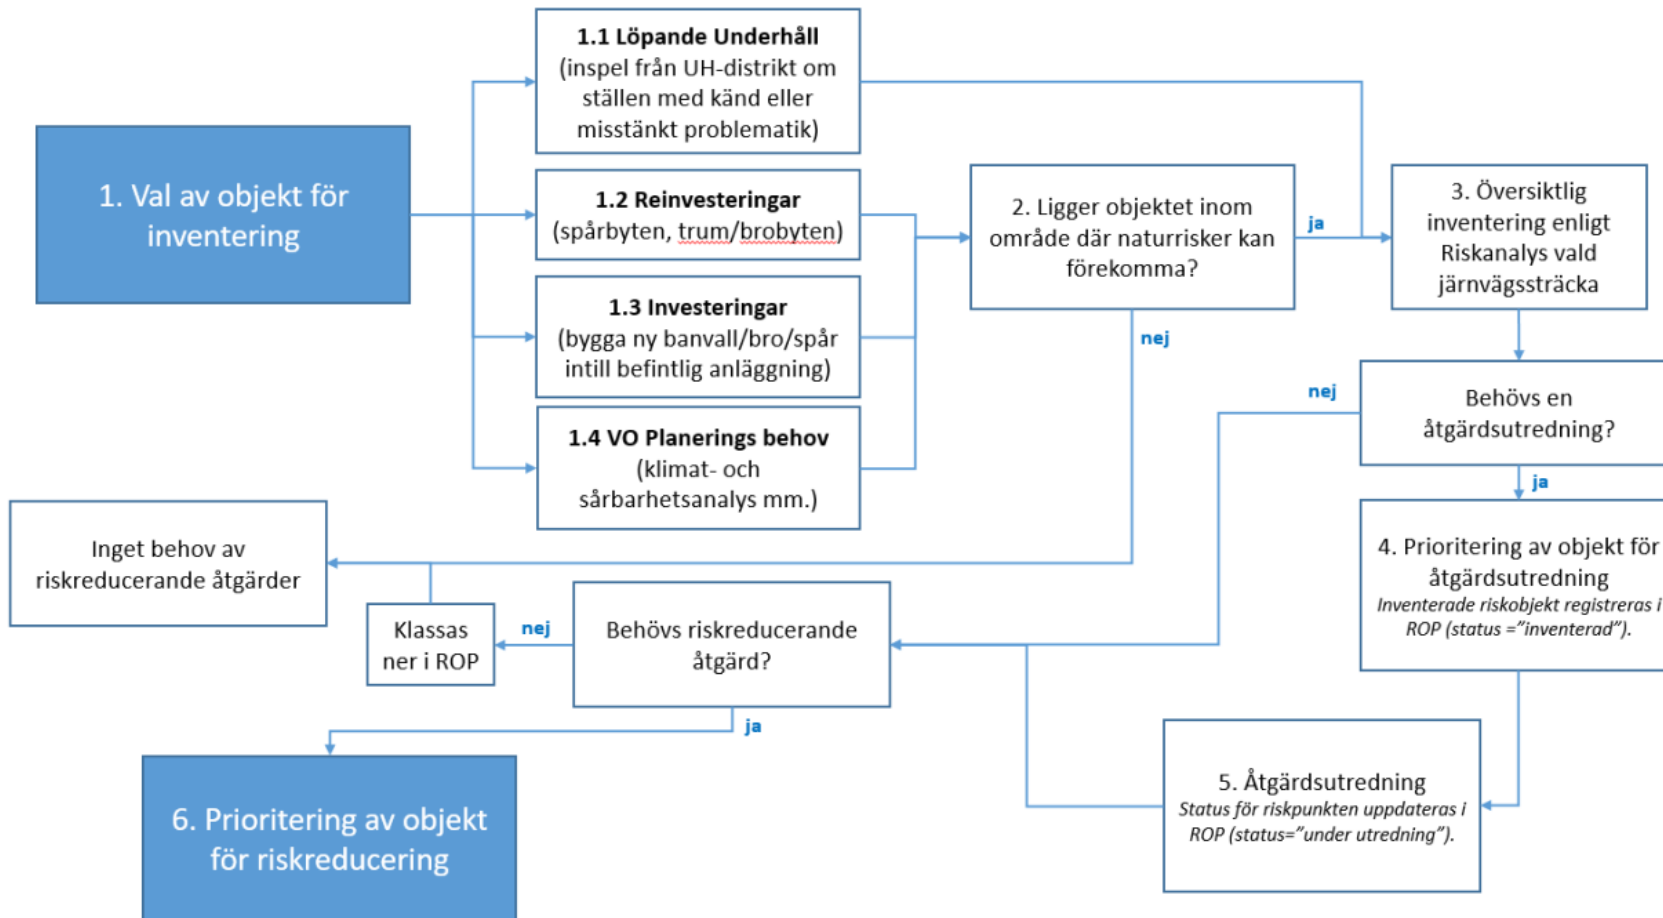 1. Val av objekt för
inventering
1.1 Löpande Underhåll
(inspel från UH-distrikt om
ställen med känd eller
misstänkt problematik)
1.2 Reinvesteringar
(spårbyten, trum/brobyten)
1.3 Investeringar
(bygga ny banvall/bro/spår
intill befintlig anläggning)
1.4 VO Planerings behov
(klimat- och
sårbarhetsanalys mm.)
2. Ligger objektet inom
område där naturrisker kan
förekomma?
ja
nej
3. Översiktlig
inventering enligt
Riskanalys vald
järnvägssträcka
Behövs en
åtgärdsutredning?
nej
ja
4. Prioritering av objekt för
åtgärdsutredning
Inventerade riskobjekt registreras i
ROP (status ="inventerad").
5. Åtgärdsutredning
Status för riskpunkten uppdateras i
ROP (status="under utredning").
Behövs riskreducerande
åtgärd?
nej
ja
Klassas
ner i ROP
Inget behov av
riskreducerande åtgärder
6. Prioritering av objekt
för riskreducering